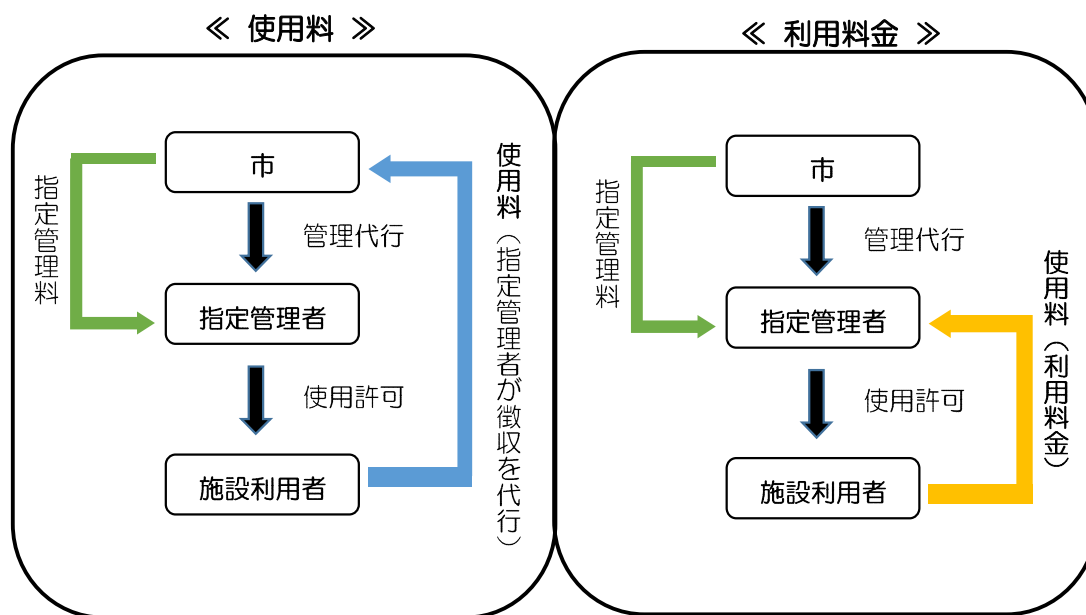 ≪ 使用料 ≫
市
指定管理料
管理代行
指定管理者
使用許可
施設利用者
使用料（指定管理者が徴収を代行）
≪ 利用料金 ≫
市
指定管理料
管理代行
指定管理者
使用許可
施設利用者
使用料（利用料金）